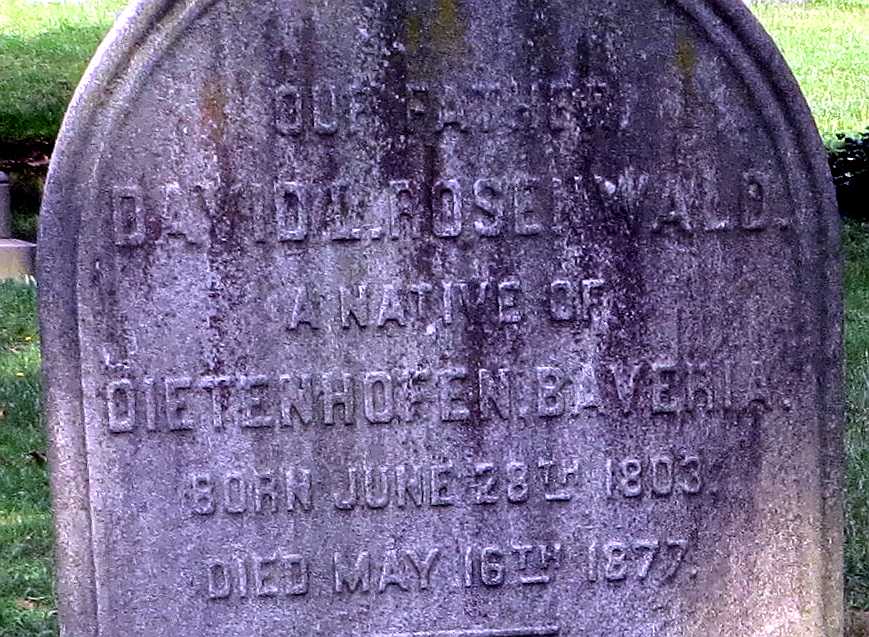 OUR FATHER
DAVID L. ROSENWALD.
A NATIVE OF
DIETENHOFEN, BAVERIA.
BORN JUNE 28TH 1803,
DIED MAY 16TH 1877.